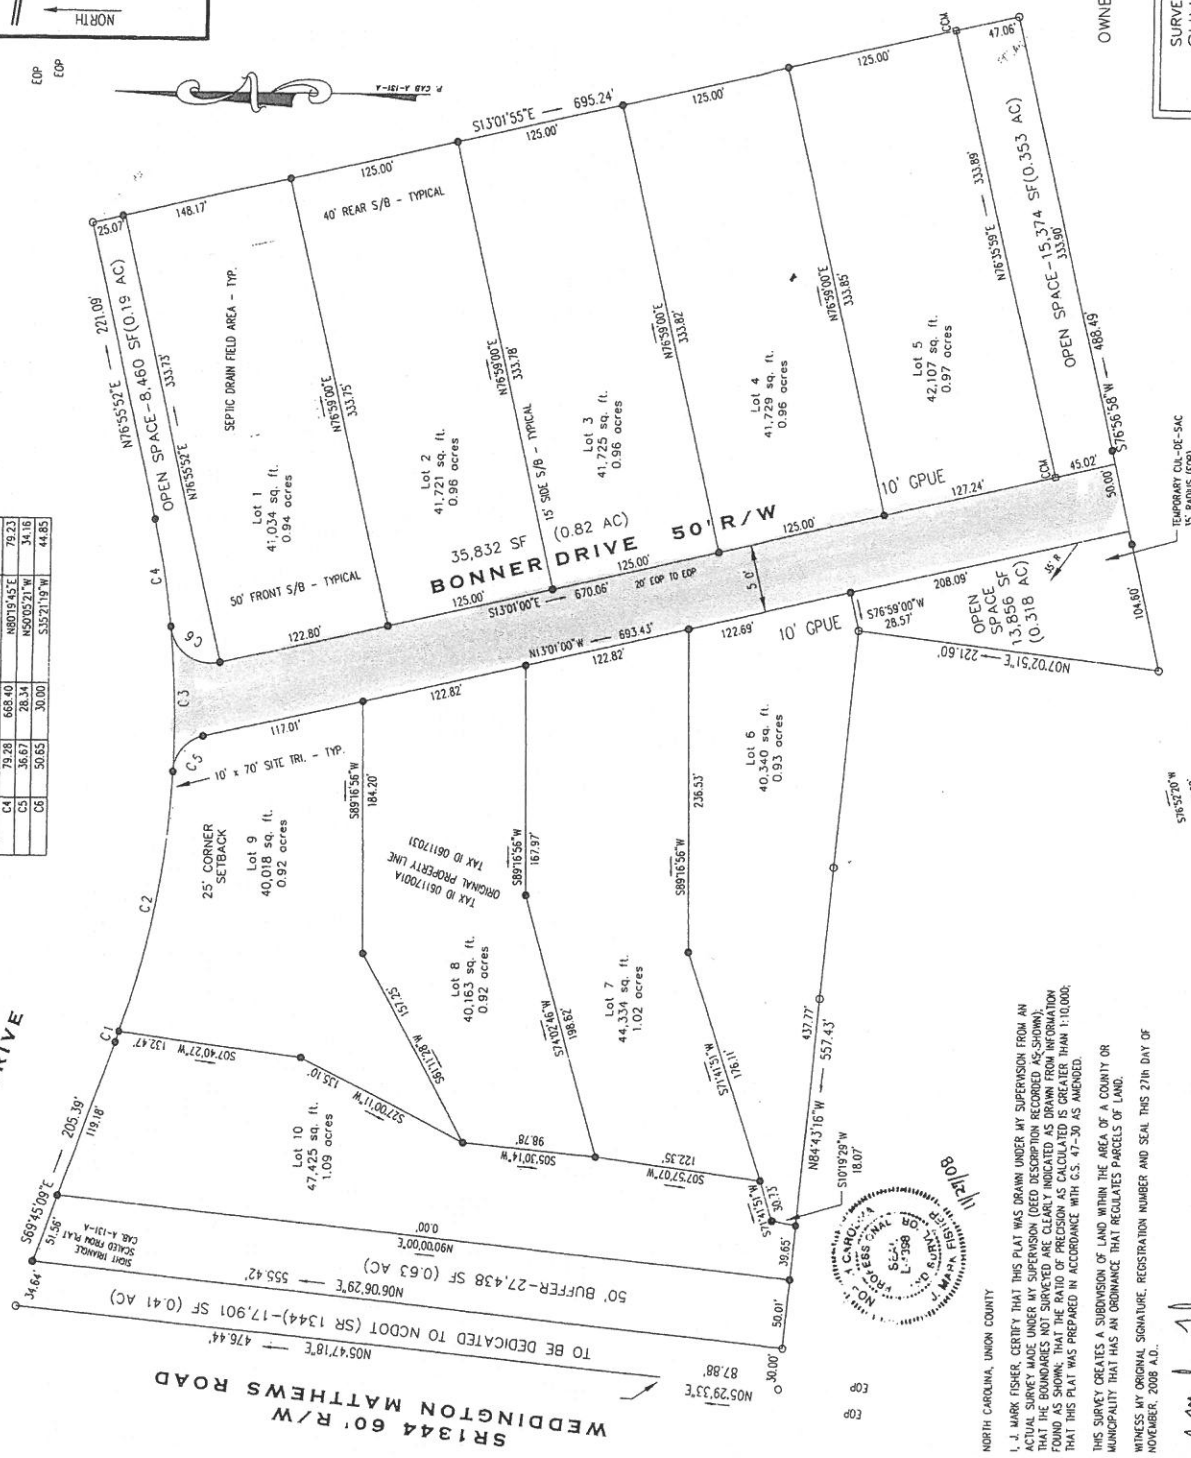 NORTH
EOP
EOP
P. CAB A-131-A
C4 79.28 668.40 N80°19'45"E 79.23
C5 36.67 28.34 N50°05'21"W 34.16
C6 50.65 30.00 S35°21'19"W 44.85
OWNE
SURVE
25.07'
148.17'
125.00'
S13°01'55"E — 695.24'
125.00'
125.00'
125.00'
CCM
47.06'
N76°55'52"E — 221.09'
OPEN SPACE-8,460 SF(0.19 AC)
N76°55'52"E — 333.73'
SEPTIC DRAIN FIELD AREA - TYP.
40' REAR S/B - TYPICAL
Lot 1
41,034 sq. ft.
0.94 acres
N76°59'00"E
333.75'
50' FRONT S/B - TYPICAL
Lot 2
41,721 sq. ft.
0.96 acres
N76°59'00"E
333.78'
15' SIDE S/B - TYPICAL
Lot 3
41,725 sq. ft.
0.96 acres
N76°59'00"E
333.82'
Lot 4
41,729 sq. ft.
0.96 acres
N76°59'00"E
333.85'
Lot 5
42,107 sq. ft.
0.97 acres
N76°35'59"E — 333.89'
OPEN SPACE-15,374 SF(0.353 AC)
333.90'
S76°56'58"W — 488.49
C4
C6
C3
C5
122.80'
125.00'
125.00'
125.00'
127.24'
CCM
45.02'
50.00'
35,832 SF (0.82 AC)
BONNER DRIVE 50' R/W
S13°01'00"E — 670.06'
20' EOP TO EOP
10' GPUE
N13°01'00"W — 693.43'
117.01'
122.82'
122.82'
122.69'
10' GPUE
208.09'
S76°59'00"W
28.57'
OPEN
SPACE
13,856 SF
(0.318 AC)
N07°02'51"E — 221.60'
104.60'
TEMPORARY CUL-DE-SAC
S76°52'20"W
RIVE
10' x 70' SITE TRI. - TYP.
C2
C1
25' CORNER
SETBACK
Lot 9
40,018 sq. ft.
0.92 acres
S89°16'56"W
184.20'
TAX ID 06117001A
ORIGINAL PROPERTY LINE
TAX ID 06117031
S89°16'56"W
167.97'
157.25'
S61°11'28"W
Lot 8
40,163 sq. ft.
0.92 acres
S74°02'46"W
198.62'
Lot 7
44,334 sq. ft.
1.02 acres
S89°16'56"W
236.53'
S71°41'51"W
176.11'
Lot 6
40,340 sq. ft.
0.93 acres
437.77'
N84°43'16"W — 557.43'
S69°45'09"E — 205.39'
119.18'
51.56'
34.64'
S07°40'27"W 132.47'
135.10'
S27°00'11"W
98.78'
S05°30'14"W
122.35'
S07°57'07"W
S71°41'51"W
30.73'
S10°19'29"W
18.07'
39.65'
50.01'
30.00'
Lot 10
47,425 sq. ft.
1.09 acres
SIGHT TRIANGLE
SCALED FROM PLAT
CAB. A-131-A
0.00'
N90°00'00"E
50' BUFFER-27,438 SF (0.63 AC)
N06°06'29"E — 555.42'
TO BE DEDICATED TO NCDOT (SR 1344)-17,901 SF (0.41 AC)
N05°47'18"E — 476.44'
N05°29'33"E
87.88'
SR1344 60' R/W
WEDDINGTON MATTHEWS ROAD
EOP
EOP
J. MARK FISHER
11/27/08
NORTH CAROLINA, UNION COUNTY
I, J. MARK FISHER, CERTIFY THAT THIS PLAT WAS DRAWN UNDER MY SUPERVISION FROM AN
ACTUAL SURVEY MADE UNDER MY SUPERVISION (DEED DESCRIPTION RECORDED AS SHOWN);
THAT THE BOUNDARIES NOT SURVEYED ARE CLEARLY INDICATED AS DRAWN FROM INFORMATION
FOUND AS SHOWN; THAT THE RATIO OF PRECISION AS CALCULATED IS GREATER THAN 1:10,000;
THAT THIS PLAT WAS PREPARED IN ACCORDANCE WITH G.S. 47-30 AS AMENDED.
THIS SURVEY CREATES A SUBDIVISION OF LAND WITHIN THE AREA OF A COUNTY OR
MUNICIPALITY THAT HAS AN ORDINANCE THAT REGULATES PARCELS OF LAND.
WITNESS MY ORIGINAL SIGNATURE, REGISTRATION NUMBER AND SEAL THIS 27th DAY OF
NOVEMBER, 2008 A.D..